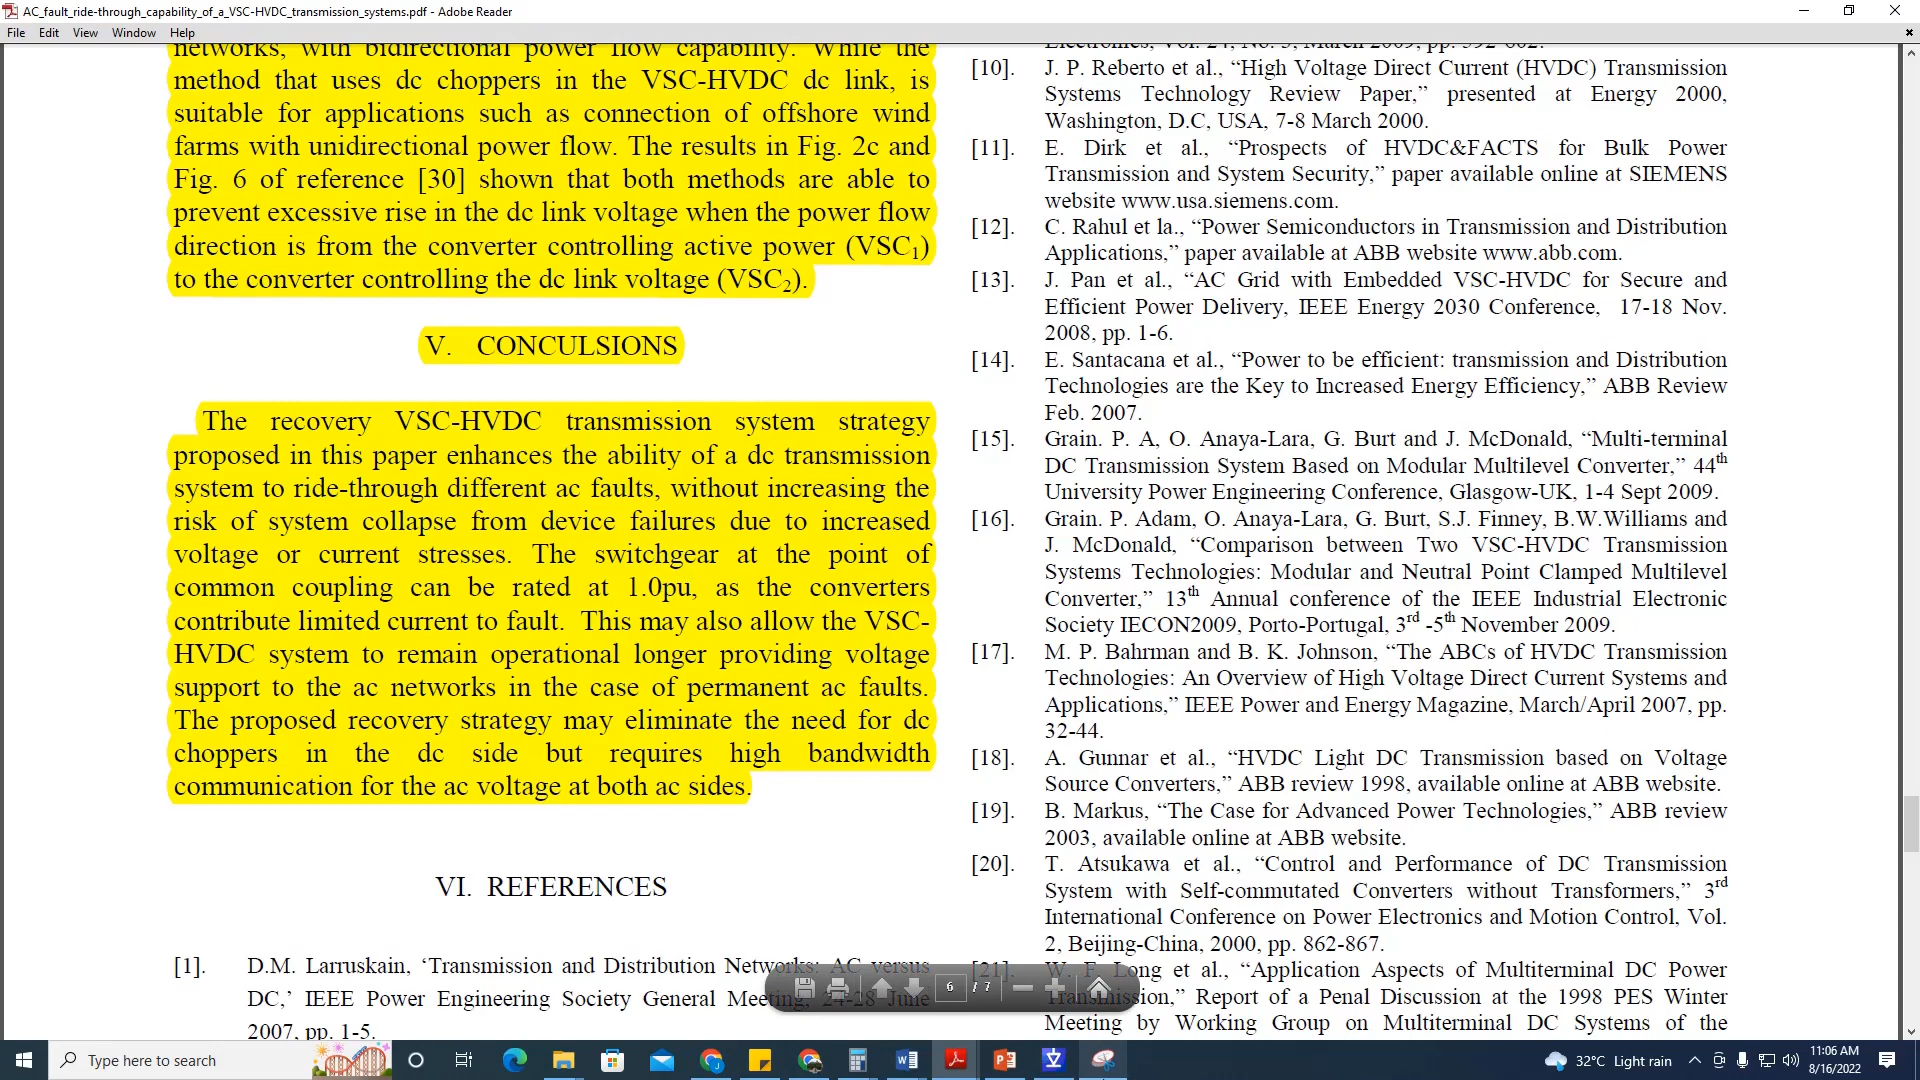 AC_fault_ride-through_capability_of_a_VSC-HVDC_transmission_systems.pdf - Adobe Reader
File Edit View Window Help
networks, with bidirectional power flow capability. While the
method that uses dc choppers in the VSC-HVDC dc link, is
suitable for applications such as connection of offshore wind
farms with unidirectional power flow. The results in Fig. 2c and
Fig. 6 of reference [30] shown that both methods are able to
prevent excessive rise in the dc link voltage when the power flow
direction is from the converter controlling active power (VSC1)
to the converter controlling the dc link voltage (VSC2).
V. CONCULSIONS
The recovery VSC-HVDC transmission system strategy
proposed in this paper enhances the ability of a dc transmission
system to ride-through different ac faults, without increasing the
risk of system collapse from device failures due to increased
voltage or current stresses. The switchgear at the point of
common coupling can be rated at 1.0pu, as the converters
contribute limited current to fault. This may also allow the VSC-
HVDC system to remain operational longer providing voltage
support to the ac networks in the case of permanent ac faults.
The proposed recovery strategy may eliminate the need for dc
choppers in the dc side but requires high bandwidth
communication for the ac voltage at both ac sides.
VI. REFERENCES
[1]. D.M. Larruskain, ‘Transmission and Distribution Networks: AC versus
DC,’ IEEE Power Engineering Society General Meeting, 24-28 June
2007, pp. 1-5.
Electronics, Vol. 24, No. 3, March 2009, pp. 592-602.
[10]. J. P. Reberto et al., “High Voltage Direct Current (HVDC) Transmission
Systems Technology Review Paper,” presented at Energy 2000,
Washington, D.C, USA, 7-8 March 2000.
[11]. E. Dirk et al., “Prospects of HVDC&FACTS for Bulk Power
Transmission and System Security,” paper available online at SIEMENS
website www.usa.siemens.com.
[12]. C. Rahul et la., “Power Semiconductors in Transmission and Distribution
Applications,” paper available at ABB website www.abb.com.
[13]. J. Pan et al., “AC Grid with Embedded VSC-HVDC for Secure and
Efficient Power Delivery, IEEE Energy 2030 Conference, 17-18 Nov.
2008, pp. 1-6.
[14]. E. Santacana et al., “Power to be efficient: transmission and Distribution
Technologies are the Key to Increased Energy Efficiency,” ABB Review
Feb. 2007.
[15]. Grain. P. A, O. Anaya-Lara, G. Burt and J. McDonald, “Multi-terminal
DC Transmission System Based on Modular Multilevel Converter,” 44th
University Power Engineering Conference, Glasgow-UK, 1-4 Sept 2009.
[16]. Grain. P. Adam, O. Anaya-Lara, G. Burt, S.J. Finney, B.W.Williams and
J. McDonald, “Comparison between Two VSC-HVDC Transmission
Systems Technologies: Modular and Neutral Point Clamped Multilevel
Converter,” 13th Annual conference of the IEEE Industrial Electronic
Society IECON2009, Porto-Portugal, 3rd -5th November 2009.
[17]. M. P. Bahrman and B. K. Johnson, “The ABCs of HVDC Transmission
Technologies: An Overview of High Voltage Direct Current Systems and
Applications,” IEEE Power and Energy Magazine, March/April 2007, pp.
32-44.
[18]. A. Gunnar et al., “HVDC Light DC Transmission based on Voltage
Source Converters,” ABB review 1998, available online at ABB website.
[19]. B. Markus, “The Case for Advanced Power Technologies,” ABB review
2003, available online at ABB website.
[20]. T. Atsukawa et al., “Control and Performance of DC Transmission
System with Self-commutated Converters without Transformers,” 3rd
International Conference on Power Electronics and Motion Control, Vol.
2, Beijing-China, 2000, pp. 862-867.
[21]. W. F. Long et al., “Application Aspects of Multiterminal DC Power
Transmission,” Report of a Penal Discussion at the 1998 PES Winter
Meeting by Working Group on Multiterminal DC Systems of the
6 / 7
Type here to search
32°C Light rain
11:06 AM
8/16/2022